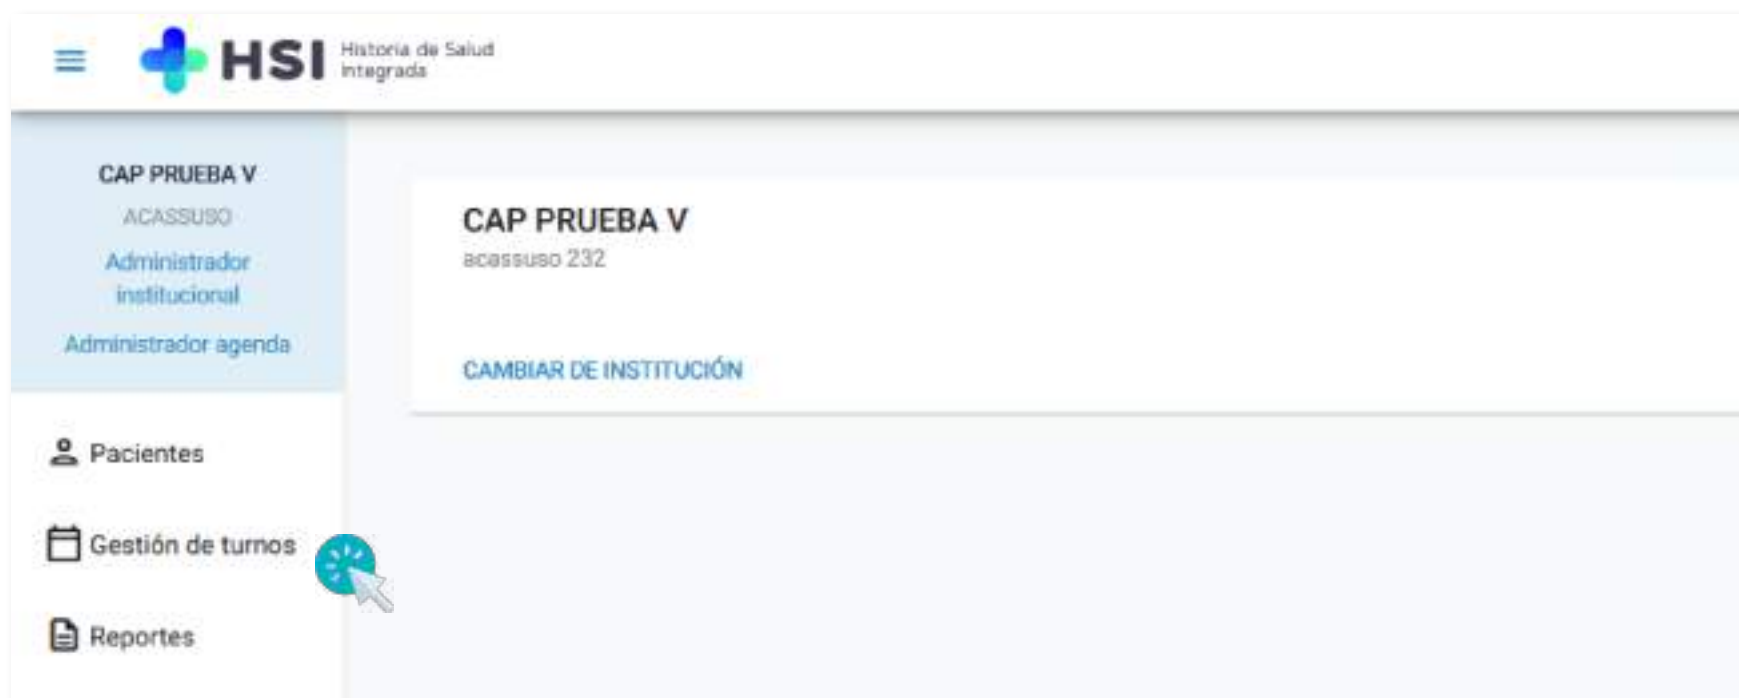 HSI
Historia de Salud
Integrada
CAP PRUEBA V
ACASSUSO
Administrador
institucional
Administrador agenda
Pacientes
Gestión de turnos
Reportes
CAP PRUEBA V
acassuso 232
CAMBIAR DE INSTITUCIÓN